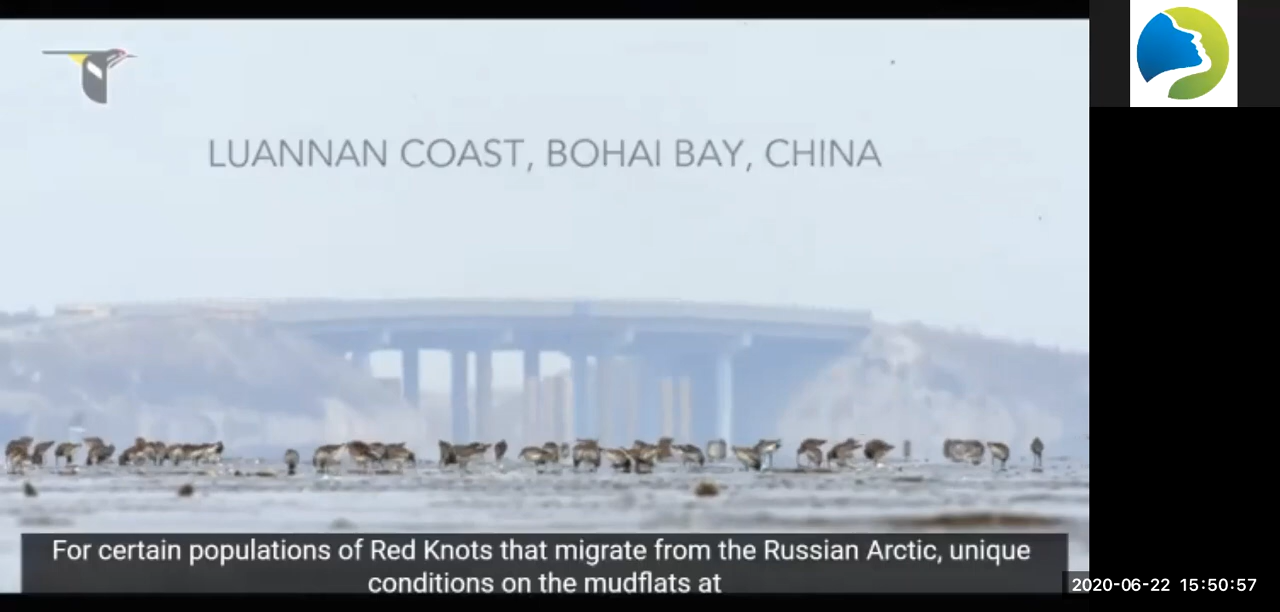 LUANNAN COAST, BOHAI BAY, CHINA
For certain populations of Red Knots that migrate from the Russian Arctic, unique
conditions on the mudflats at
2020-06-22 15:50:57